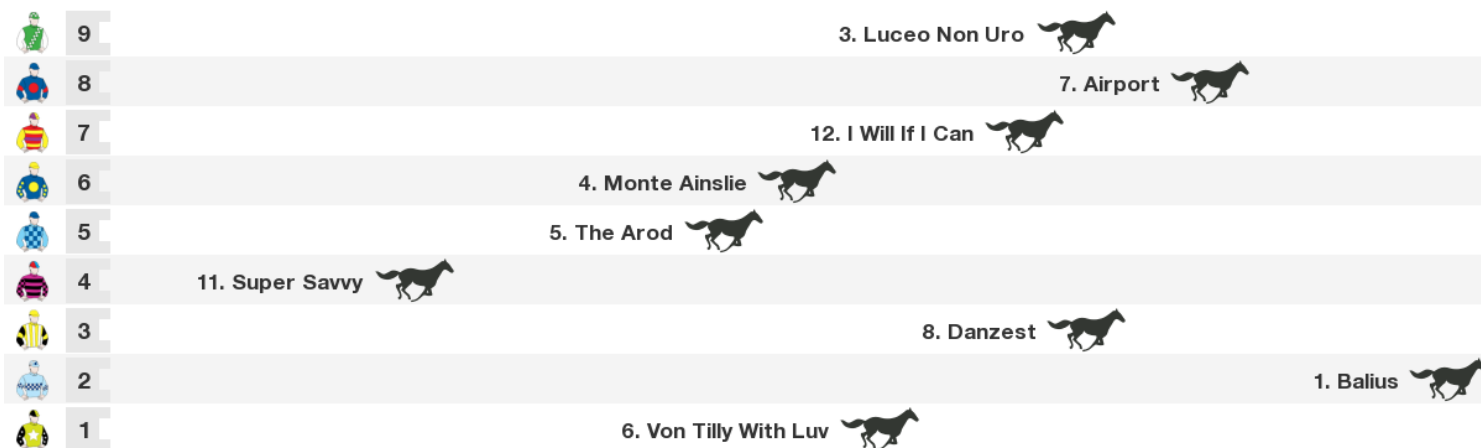 9 3. Luceo Non Uro
8 7. Airport
7 12. I Will If I Can
6 4. Monte Ainslie
5 5. The Arod
4 11. Super Savvy
3 8. Danzest
2 1. Balius
1 6. Von Tilly With Luv